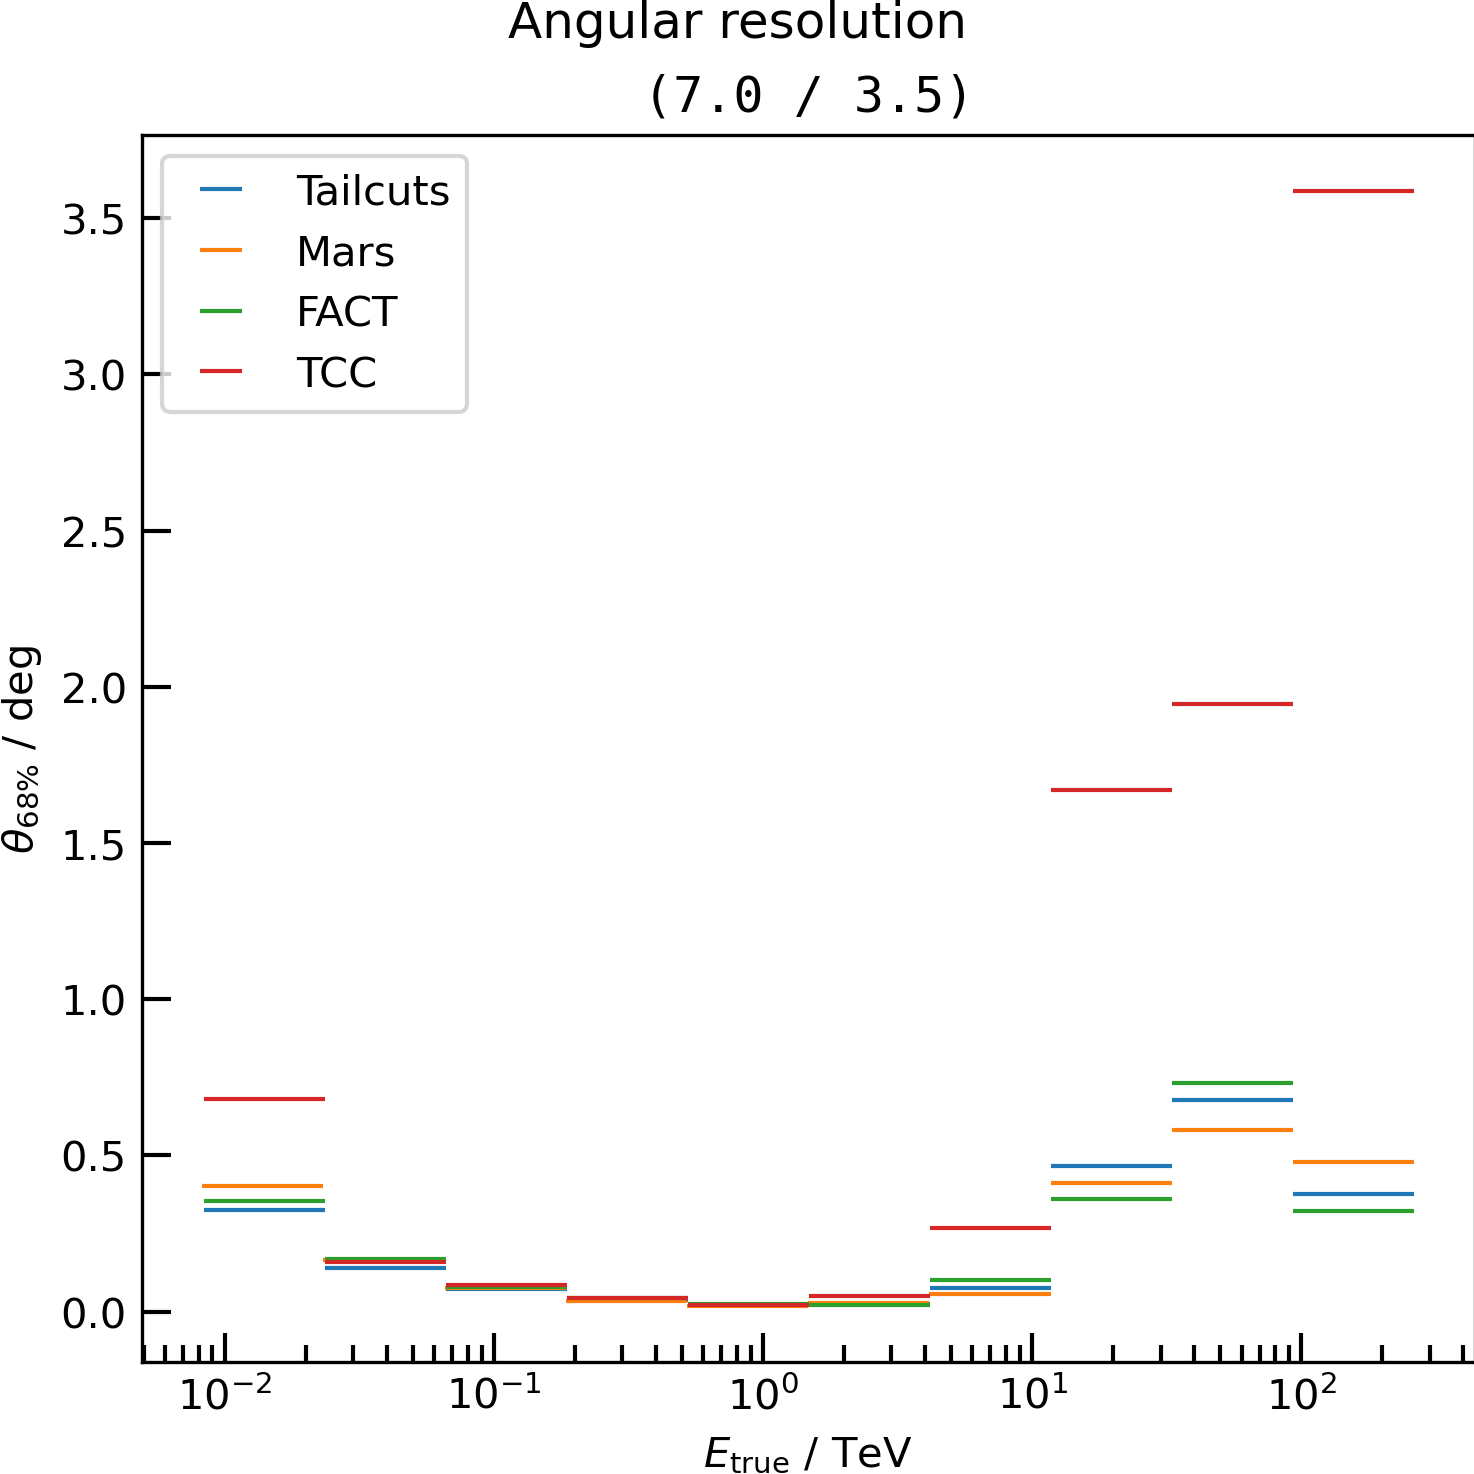 Angular resolution
(7.0 / 3.5)
Tailcuts
Mars
FACT
TCC
3.5
3.0
2.5
2.0
1.5
1.0
0.5
0.0
θ68% / deg
10⁻² 10⁻¹ 10⁰ 10¹ 10²
Etrue / TeV